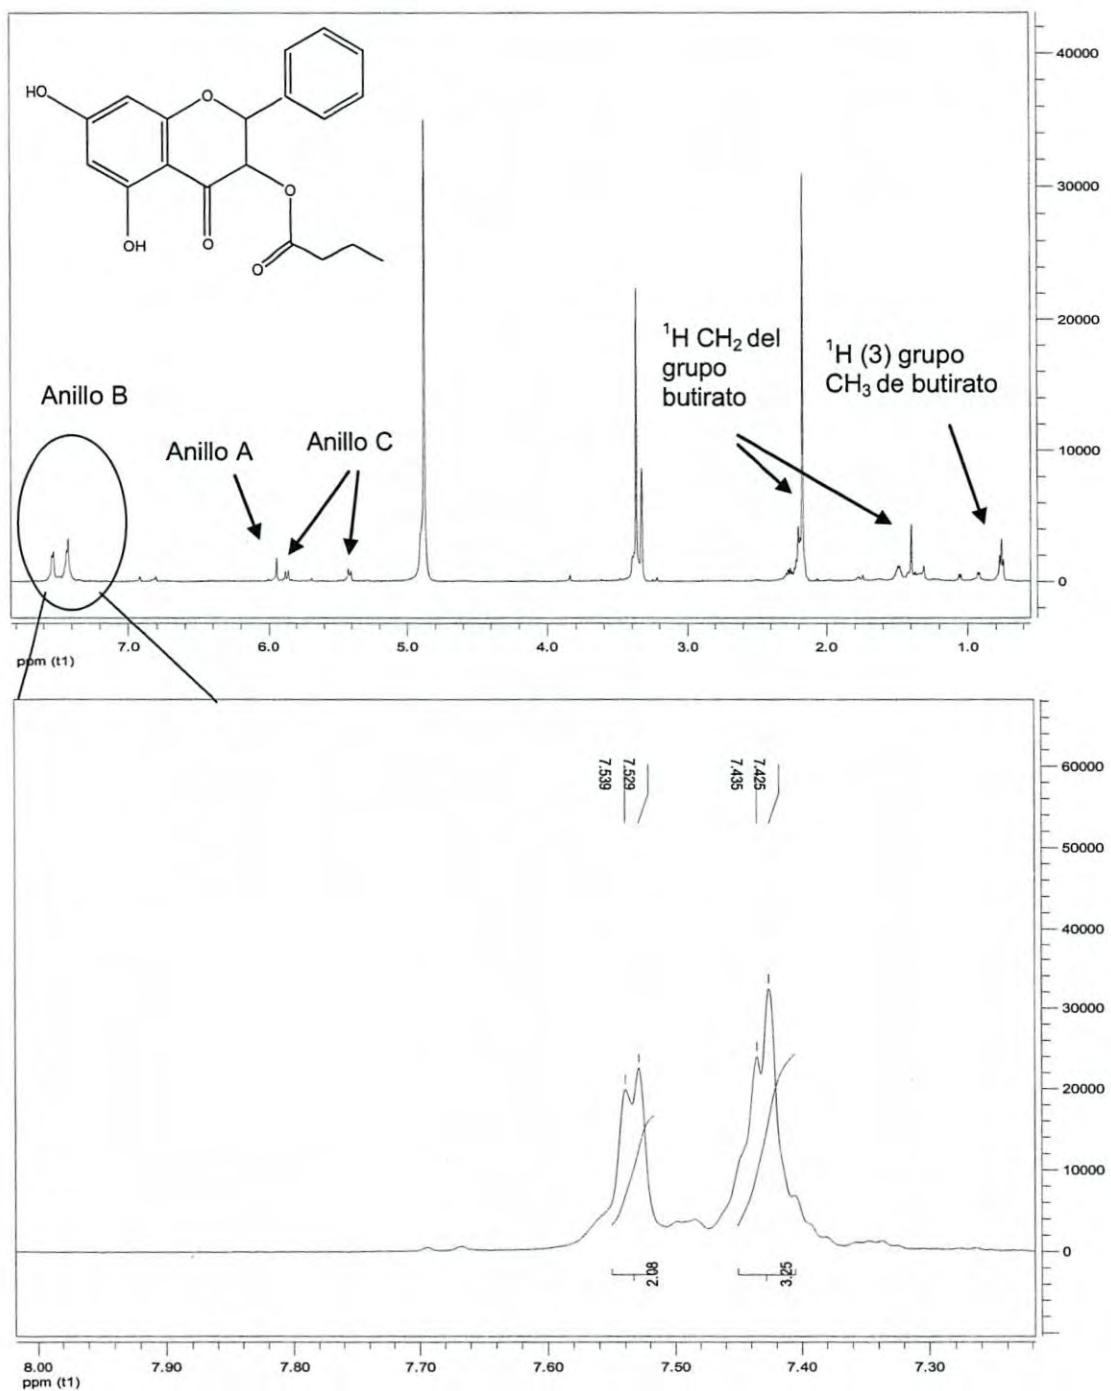 HO
O
O
OH
O
O
40000
30000
20000
10000
0
Anillo B
Anillo A
Anillo C
¹H CH₂ del
grupo
butirato
¹H (3) grupo
CH₃ de butirato
7.0
6.0
5.0
4.0
3.0
2.0
1.0
ppm (t1)
7.539
7.529
7.435
7.425
60000
50000
40000
30000
20000
10000
0
2.08
3.25
8.00
7.90
7.80
7.70
7.60
7.50
7.40
7.30
ppm (t1)